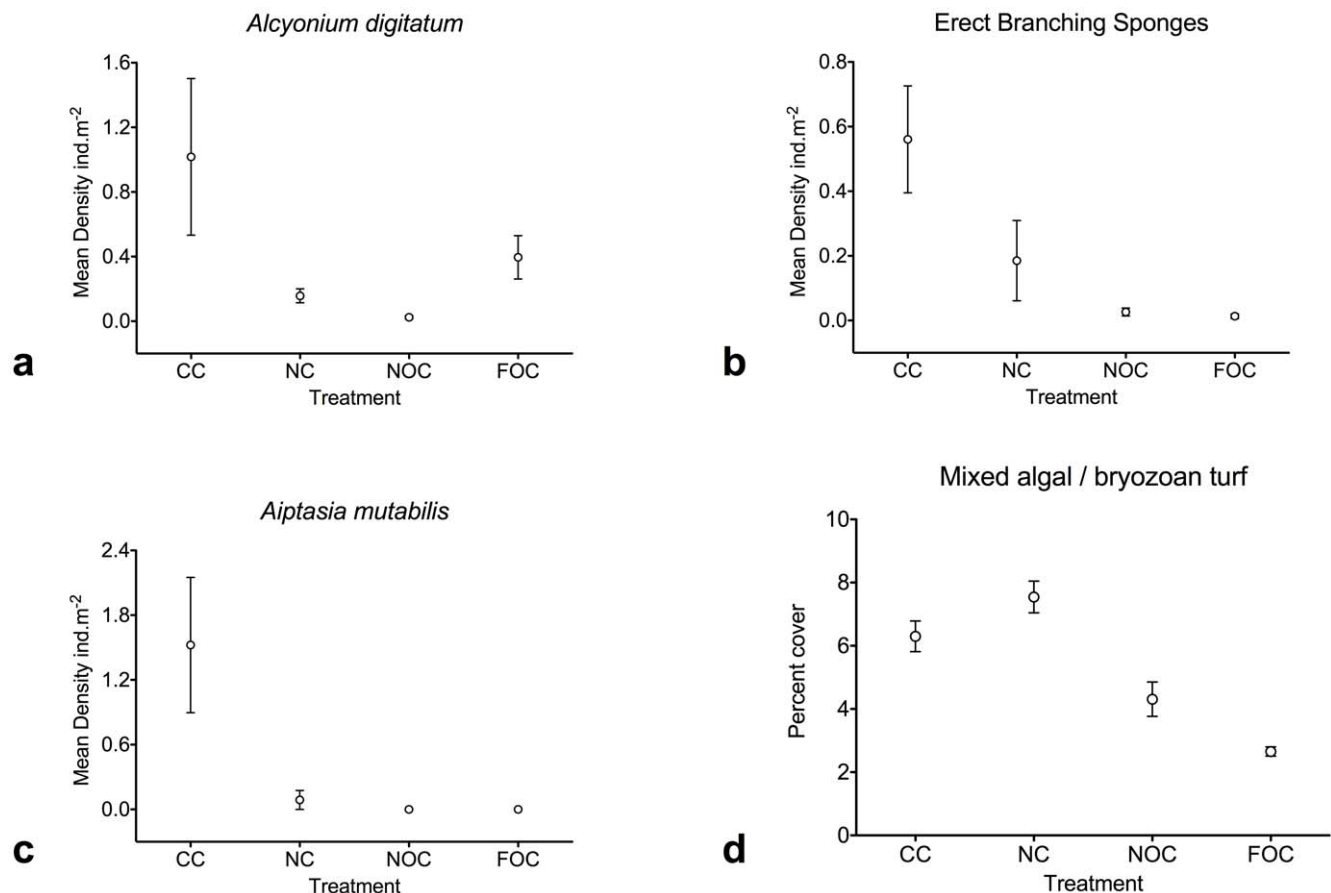 Alcyonium digitatum
1.6
1.2
0.8
0.4
0.0
Mean Density ind.m-2
CC NC NOC FOC
Treatment
a
Erect Branching Sponges
0.8
0.6
0.4
0.2
0.0
Mean Density ind.m-2
CC NC NOC FOC
Treatment
b
Aiptasia mutabilis
2.4
1.8
1.2
0.6
0.0
Mean Density ind.m-2
CC NC NOC FOC
Treatment
c
Mixed algal / bryozoan turf
10
8
6
4
2
0
Percent cover
CC NC NOC FOC
Treatment
d